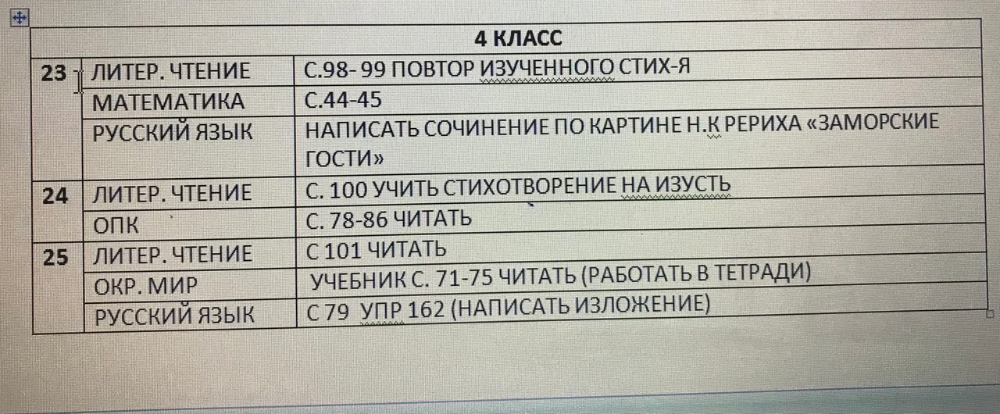 4 КЛАСС
23 ЛИТЕР. ЧТЕНИЕ С.98- 99 ПОВТОР ИЗУЧЕННОГО СТИХ-Я
МАТЕМАТИКА С.44-45
РУССКИЙ ЯЗЫК НАПИСАТЬ СОЧИНЕНИЕ ПО КАРТИНЕ Н.К РЕРИХА «ЗАМОРСКИЕ
ГОСТИ»
24 ЛИТЕР. ЧТЕНИЕ С. 100 УЧИТЬ СТИХОТВОРЕНИЕ НА ИЗУСТЬ
ОПК С. 78-86 ЧИТАТЬ
25 ЛИТЕР. ЧТЕНИЕ С 101 ЧИТАТЬ
ОКР. МИР УЧЕБНИК С. 71-75 ЧИТАТЬ (РАБОТАТЬ В ТЕТРАДИ)
РУССКИЙ ЯЗЫК С 79 УПР 162 (НАПИСАТЬ ИЗЛОЖЕНИЕ)